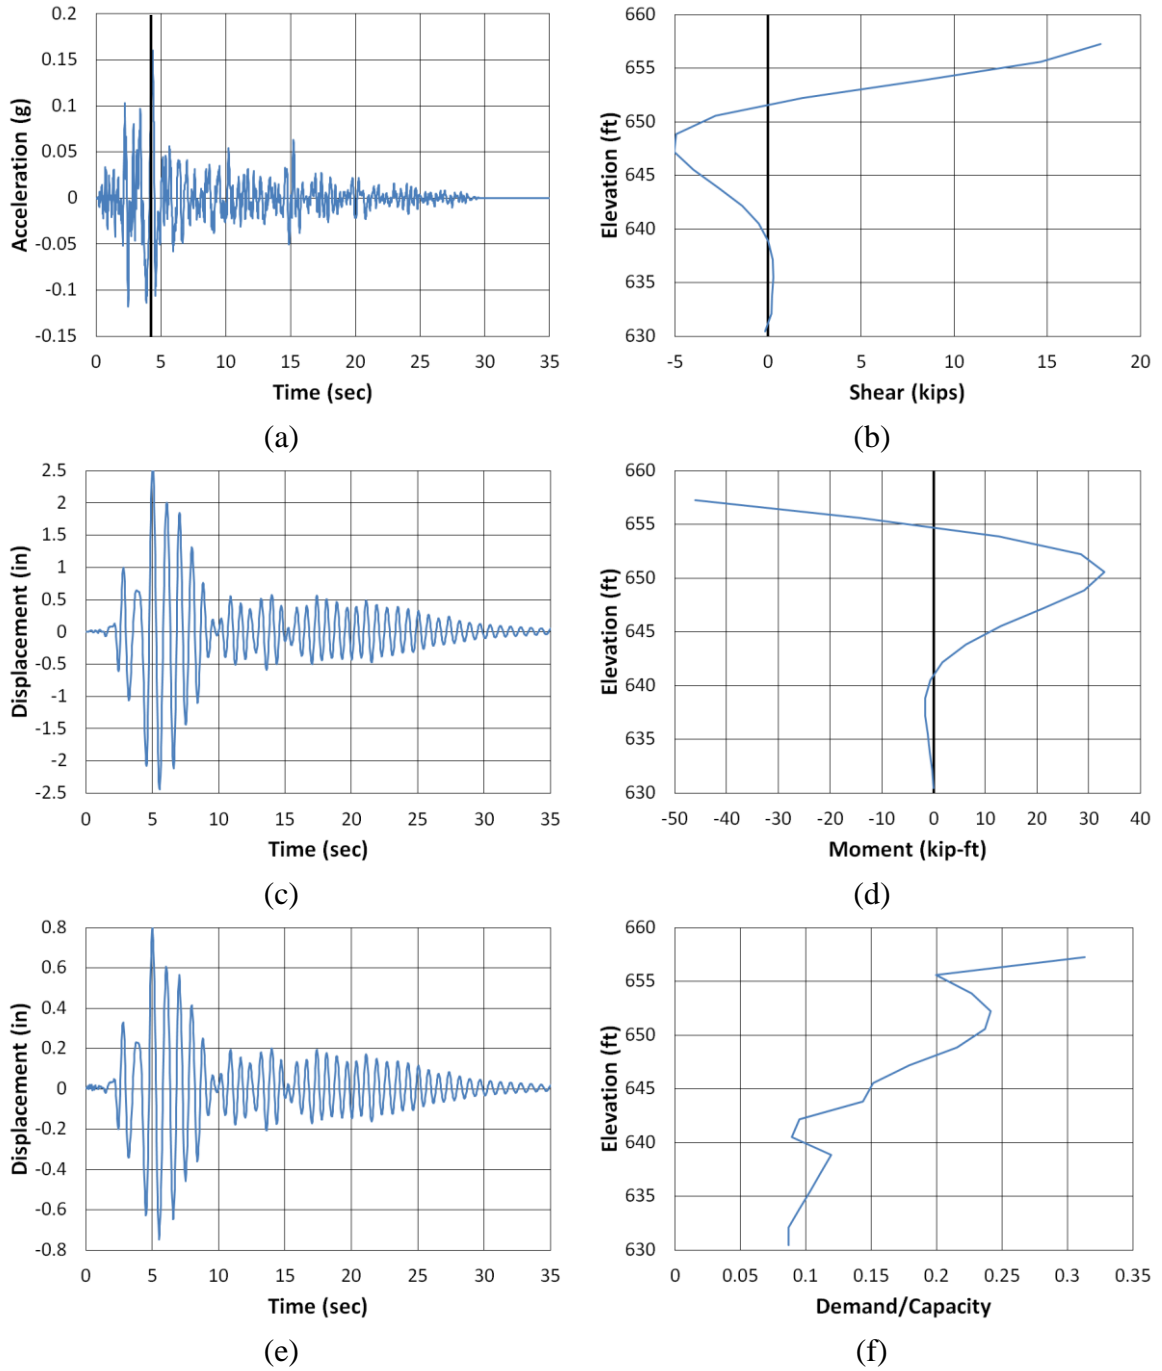 0.2
0.15
0.1
0.05
0
-0.05
-0.1
-0.15
Acceleration (g)
0 5 10 15 20 25 30 35
Time (sec)
(a)
660
655
650
645
640
635
630
Elevation (ft)
-5 0 5 10 15 20
Shear (kips)
(b)
2.5
2
1.5
1
0.5
0
-0.5
-1
-1.5
-2
-2.5
Displacement (in)
0 5 10 15 20 25 30 35
Time (sec)
(c)
660
655
650
645
640
635
630
Elevation (ft)
-50 -40 -30 -20 -10 0 10 20 30 40
Moment (kip-ft)
(d)
0.8
0.6
0.4
0.2
0
-0.2
-0.4
-0.6
-0.8
Displacement (in)
0 5 10 15 20 25 30 35
Time (sec)
(e)
660
655
650
645
640
635
630
Elevation (ft)
0 0.05 0.1 0.15 0.2 0.25 0.3 0.35
Demand/Capacity
(f)